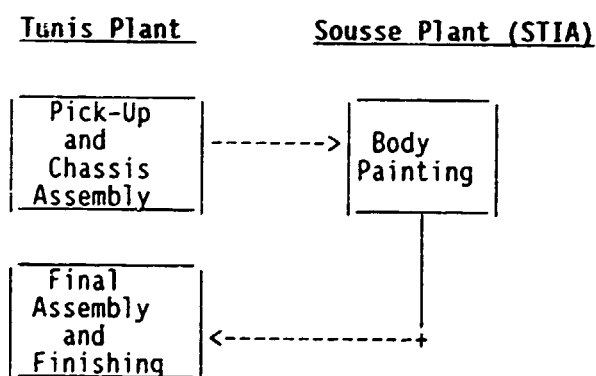 Tunis Plant
Sousse Plant (STIA)
Pick-Up
and
Chassis
Assembly
Body
Painting
Final
Assembly
and
Finishing